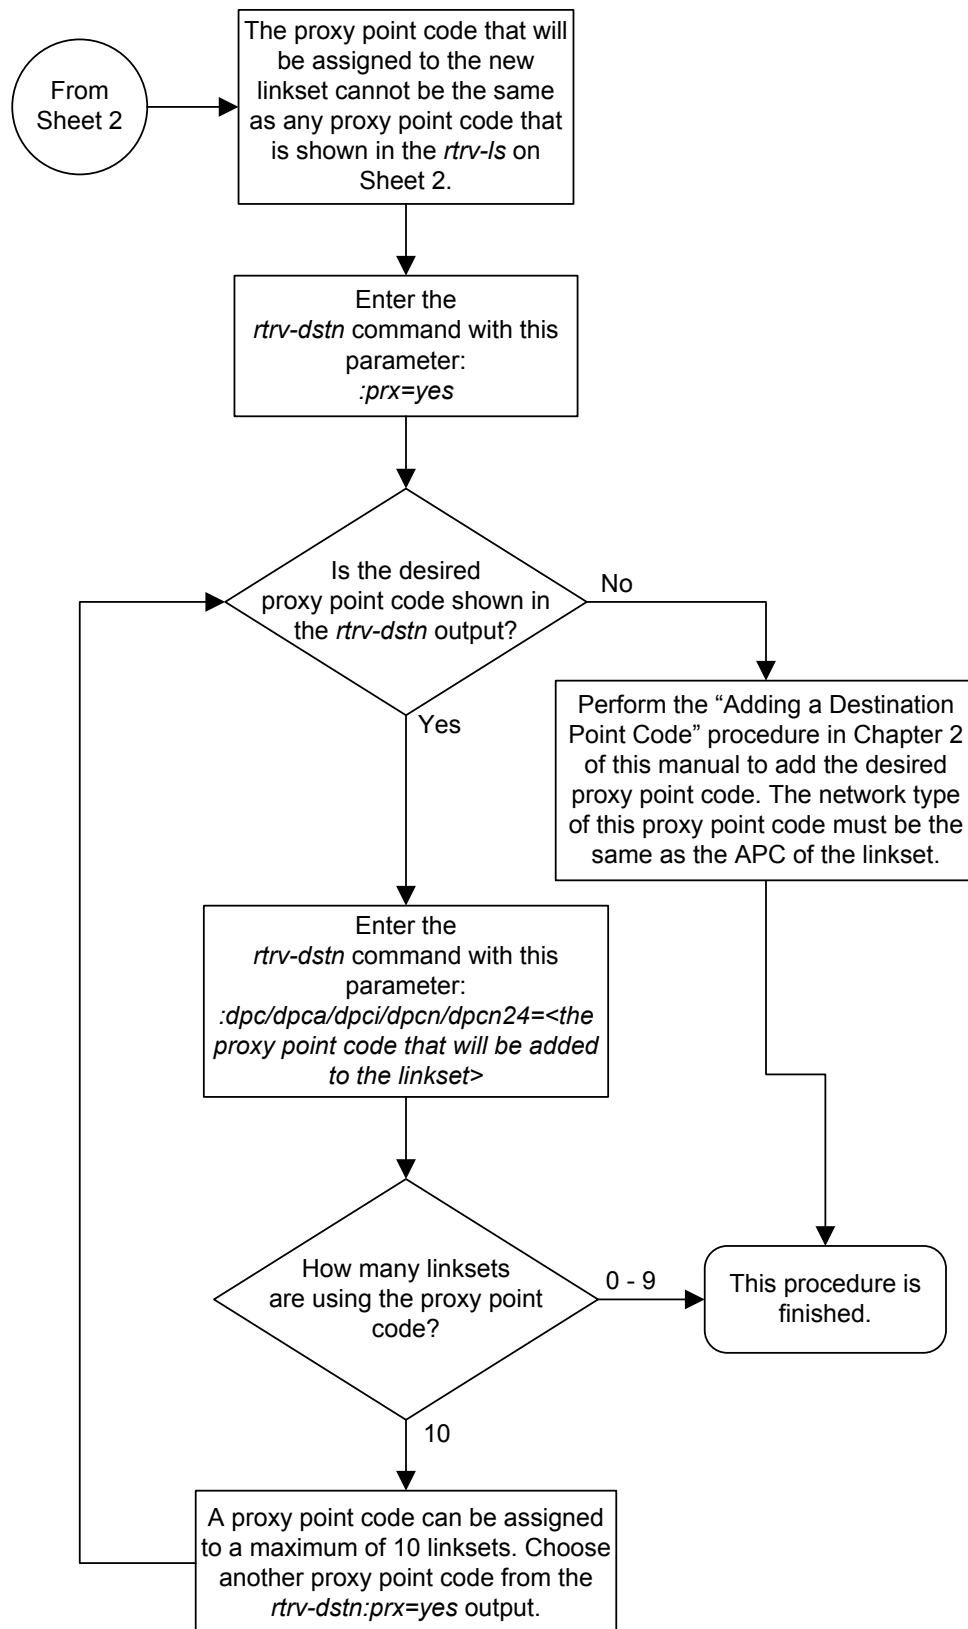 From
Sheet 2
The proxy point code that will
be assigned to the new
linkset cannot be the same
as any proxy point code that
is shown in the rtrv-ls on
Sheet 2.
Enter the
rtrv-dstn command with this
parameter:
:prx=yes
Is the desired
proxy point code shown in
the rtrv-dstn output?
No
Yes
Perform the “Adding a Destination
Point Code” procedure in Chapter 2
of this manual to add the desired
proxy point code. The network type
of this proxy point code must be the
same as the APC of the linkset.
Enter the
rtrv-dstn command with this
parameter:
:dpc/dpca/dpci/dpcn/dpcn24=<the
proxy point code that will be added
to the linkset>
How many linksets
are using the proxy point
code?
0 - 9
This procedure is
finished.
10
A proxy point code can be assigned
to a maximum of 10 linksets. Choose
another proxy point code from the
rtrv-dstn:prx=yes output.